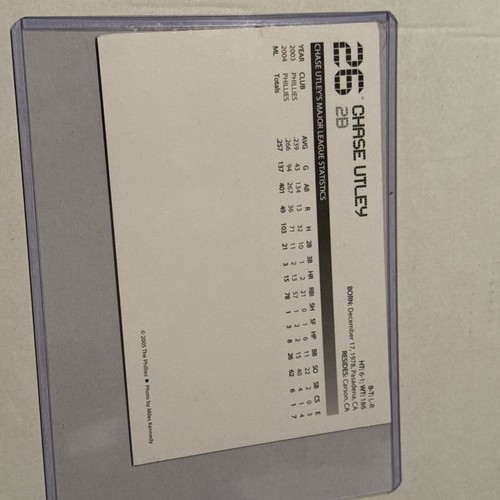 26 CHASE UTLEY
2B
B-T: L-R
HT: 6-1; WT: 186
BORN: December 17, 1978, Pasadena, CA
RESIDES: Carson, CA
CHASE UTLEY'S MAJOR LEAGUE STATISTICS
YEAR CLUB AVG G AB R H 2B 3B HR RBI SH SF HP BB SO SB CS E
2003 PHILLIES .239 43 134 13 32 10 1 2 21 0 1 6 11 22 2 0 3
2004 PHILLIES .266 94 267 36 71 11 2 13 57 1 2 2 15 40 4 1 4
ML Totals .257 137 401 49 103 21 3 15 78 1 3 8 26 62 6 1 7
© 2005 The Phillies ■ Photo by Miles Kennedy